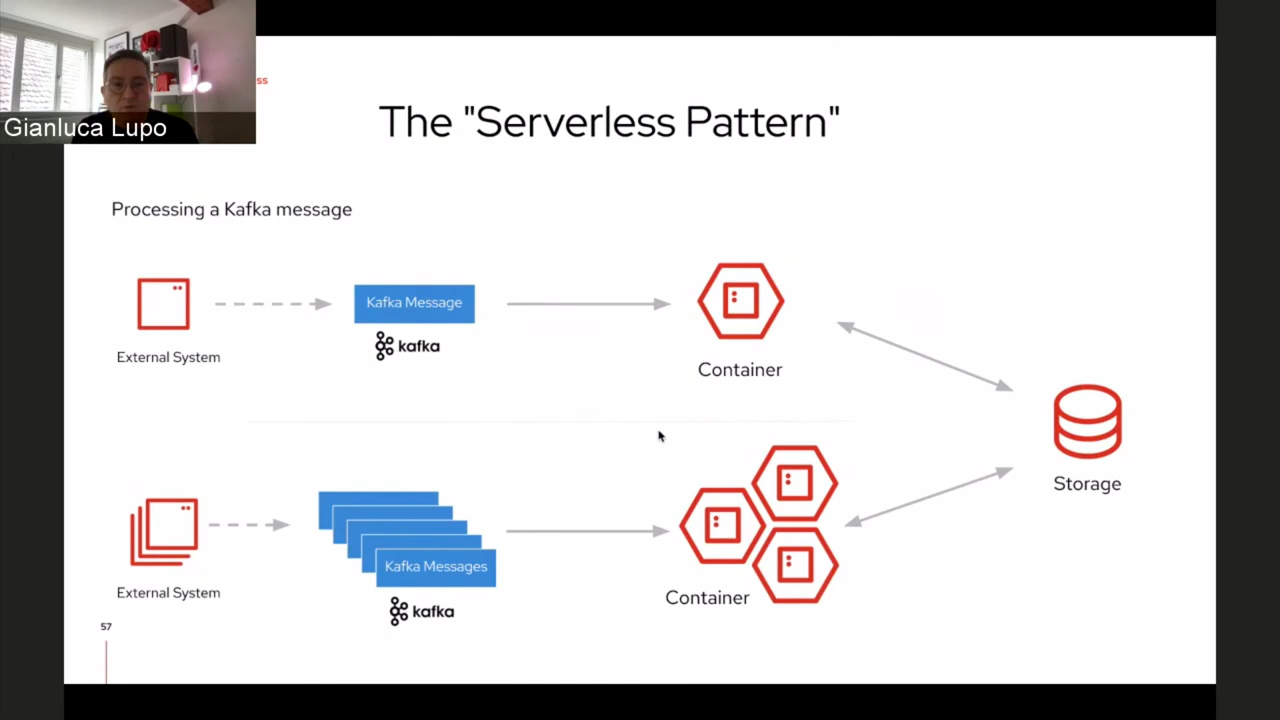 Gianluca Lupo
ss
The "Serverless Pattern"
Processing a Kafka message
Kafka Message
kafka
External System
Container
Storage
Kafka Messages
External System
Container
kafka
57